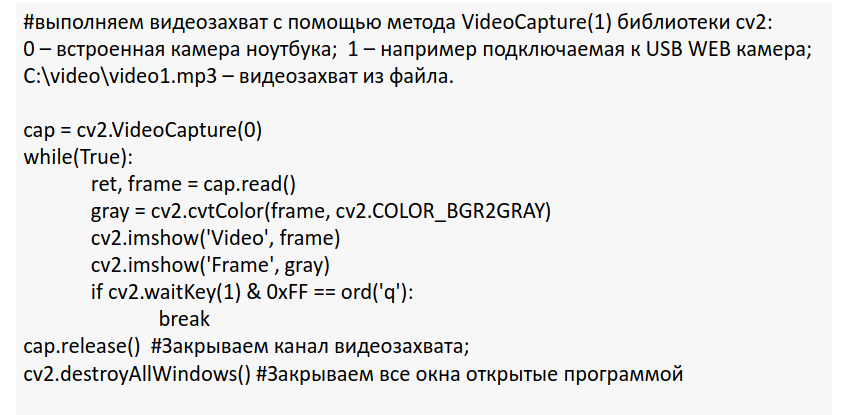 #выполняем видеозахват с помощью метода VideoCapture(1) библиотеки cv2:
0 – встроенная камера ноутбука;  1 – например подключаемая к USB WEB камера;
C:\video\video1.mp3 – видеозахват из файла.

cap = cv2.VideoCapture(0)
while(True):
        ret, frame = cap.read()
        gray = cv2.cvtColor(frame, cv2.COLOR_BGR2GRAY)
        cv2.imshow('Video', frame)
        cv2.imshow('Frame', gray)
        if cv2.waitKey(1) & 0xFF == ord('q'):
                break
cap.release()  #Закрываем канал видеозахвата;
cv2.destroyAllWindows() #Закрываем все окна открытые программой